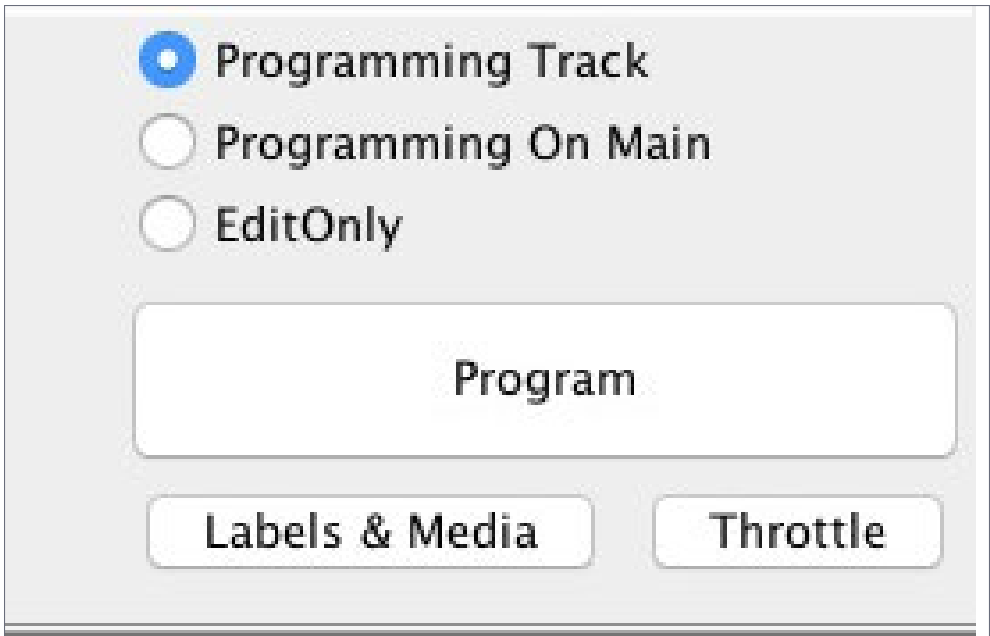 Programming Track
Programming On Main
EditOnly
Program
Labels & Media Throttle